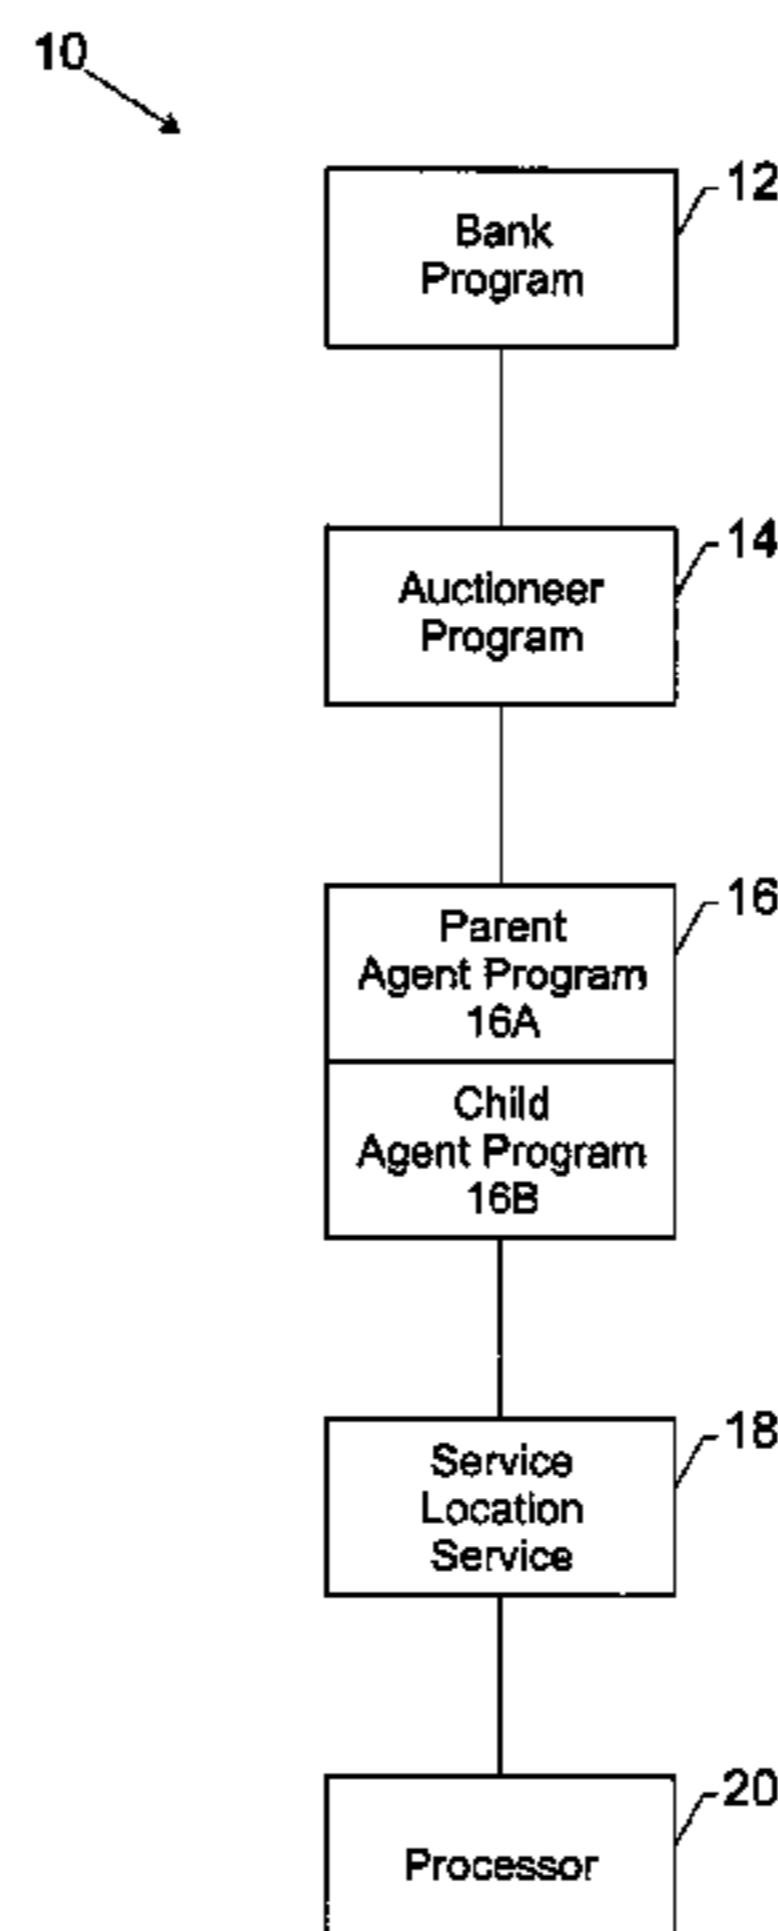 10
12
Bank
Program
14
Auctioneer
Program
16
Parent
Agent Program
16A
Child
Agent Program
16B
18
Service
Location
Service
20
Processor